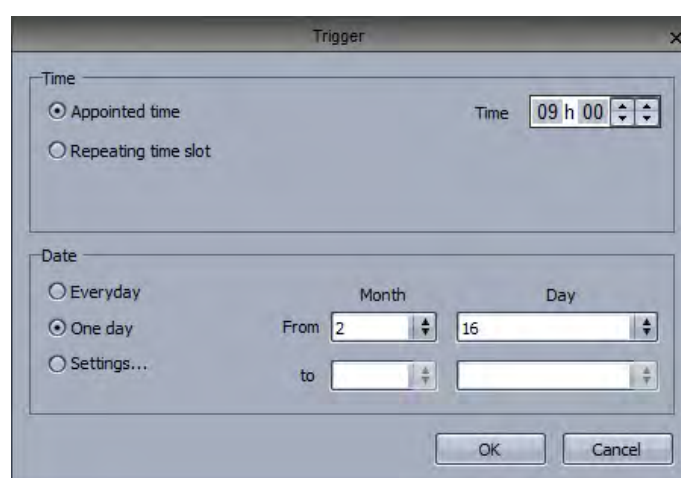 Trigger
Time
Appointed time
Time 09 h 00
Repeating time slot
Date
Everyday
Month Day
One day From 2 16
Settings... to
OK Cancel